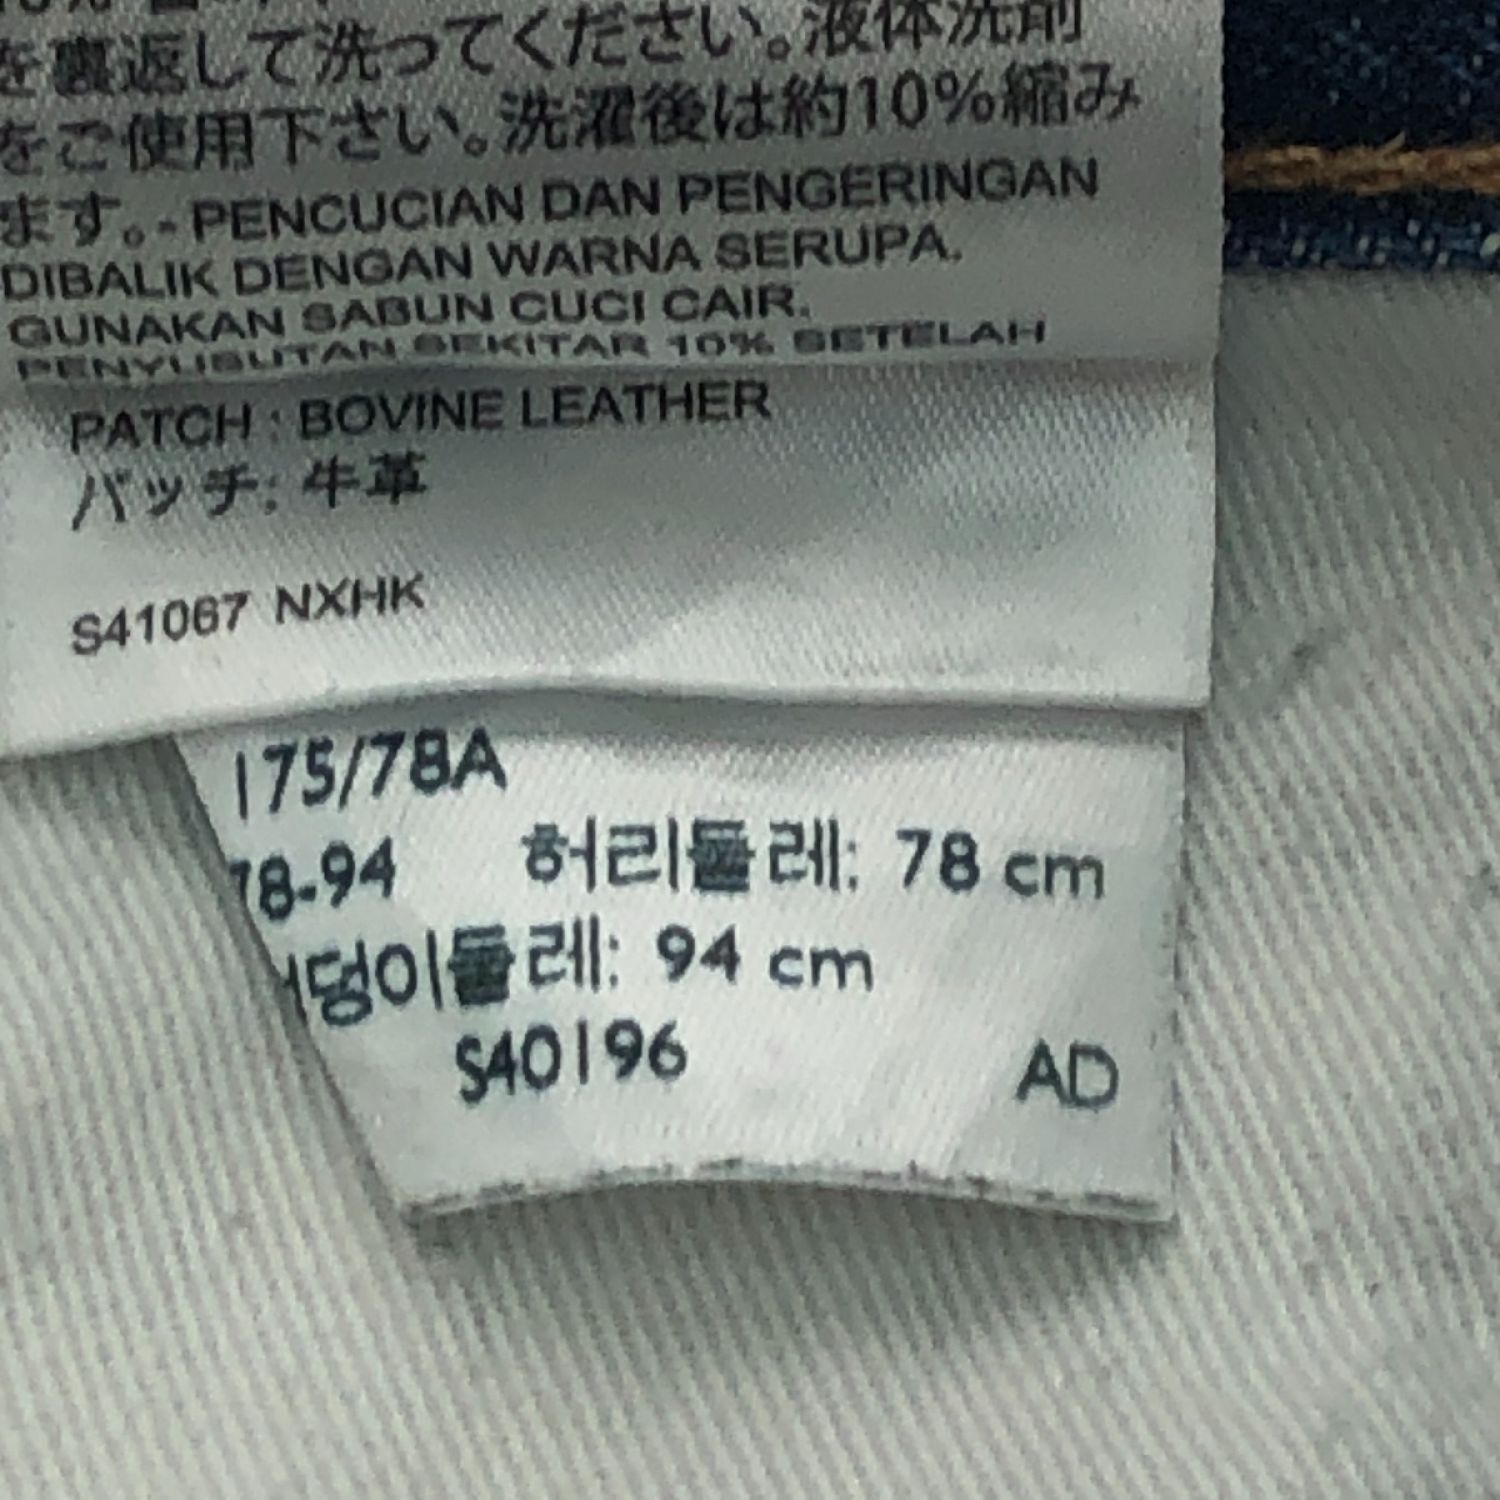 を裏返して洗ってください。液体洗剤
をご使用下さい。洗濯後は約10%縮み
ます。- PENCUCIAN DAN PENGERINGAN
DIBALIK DENGAN WARNA SERUPA.
GUNAKAN SABUN CUCI CAIR.
PENYUSUTAN SEKITAR 10% SETELAH
PATCH : BOVINE LEATHER
パッチ: 牛革
S41067 NXHK
175/78A
78-94 허리둘레: 78 cm
덩이둘레: 94 cm
S40196 AD